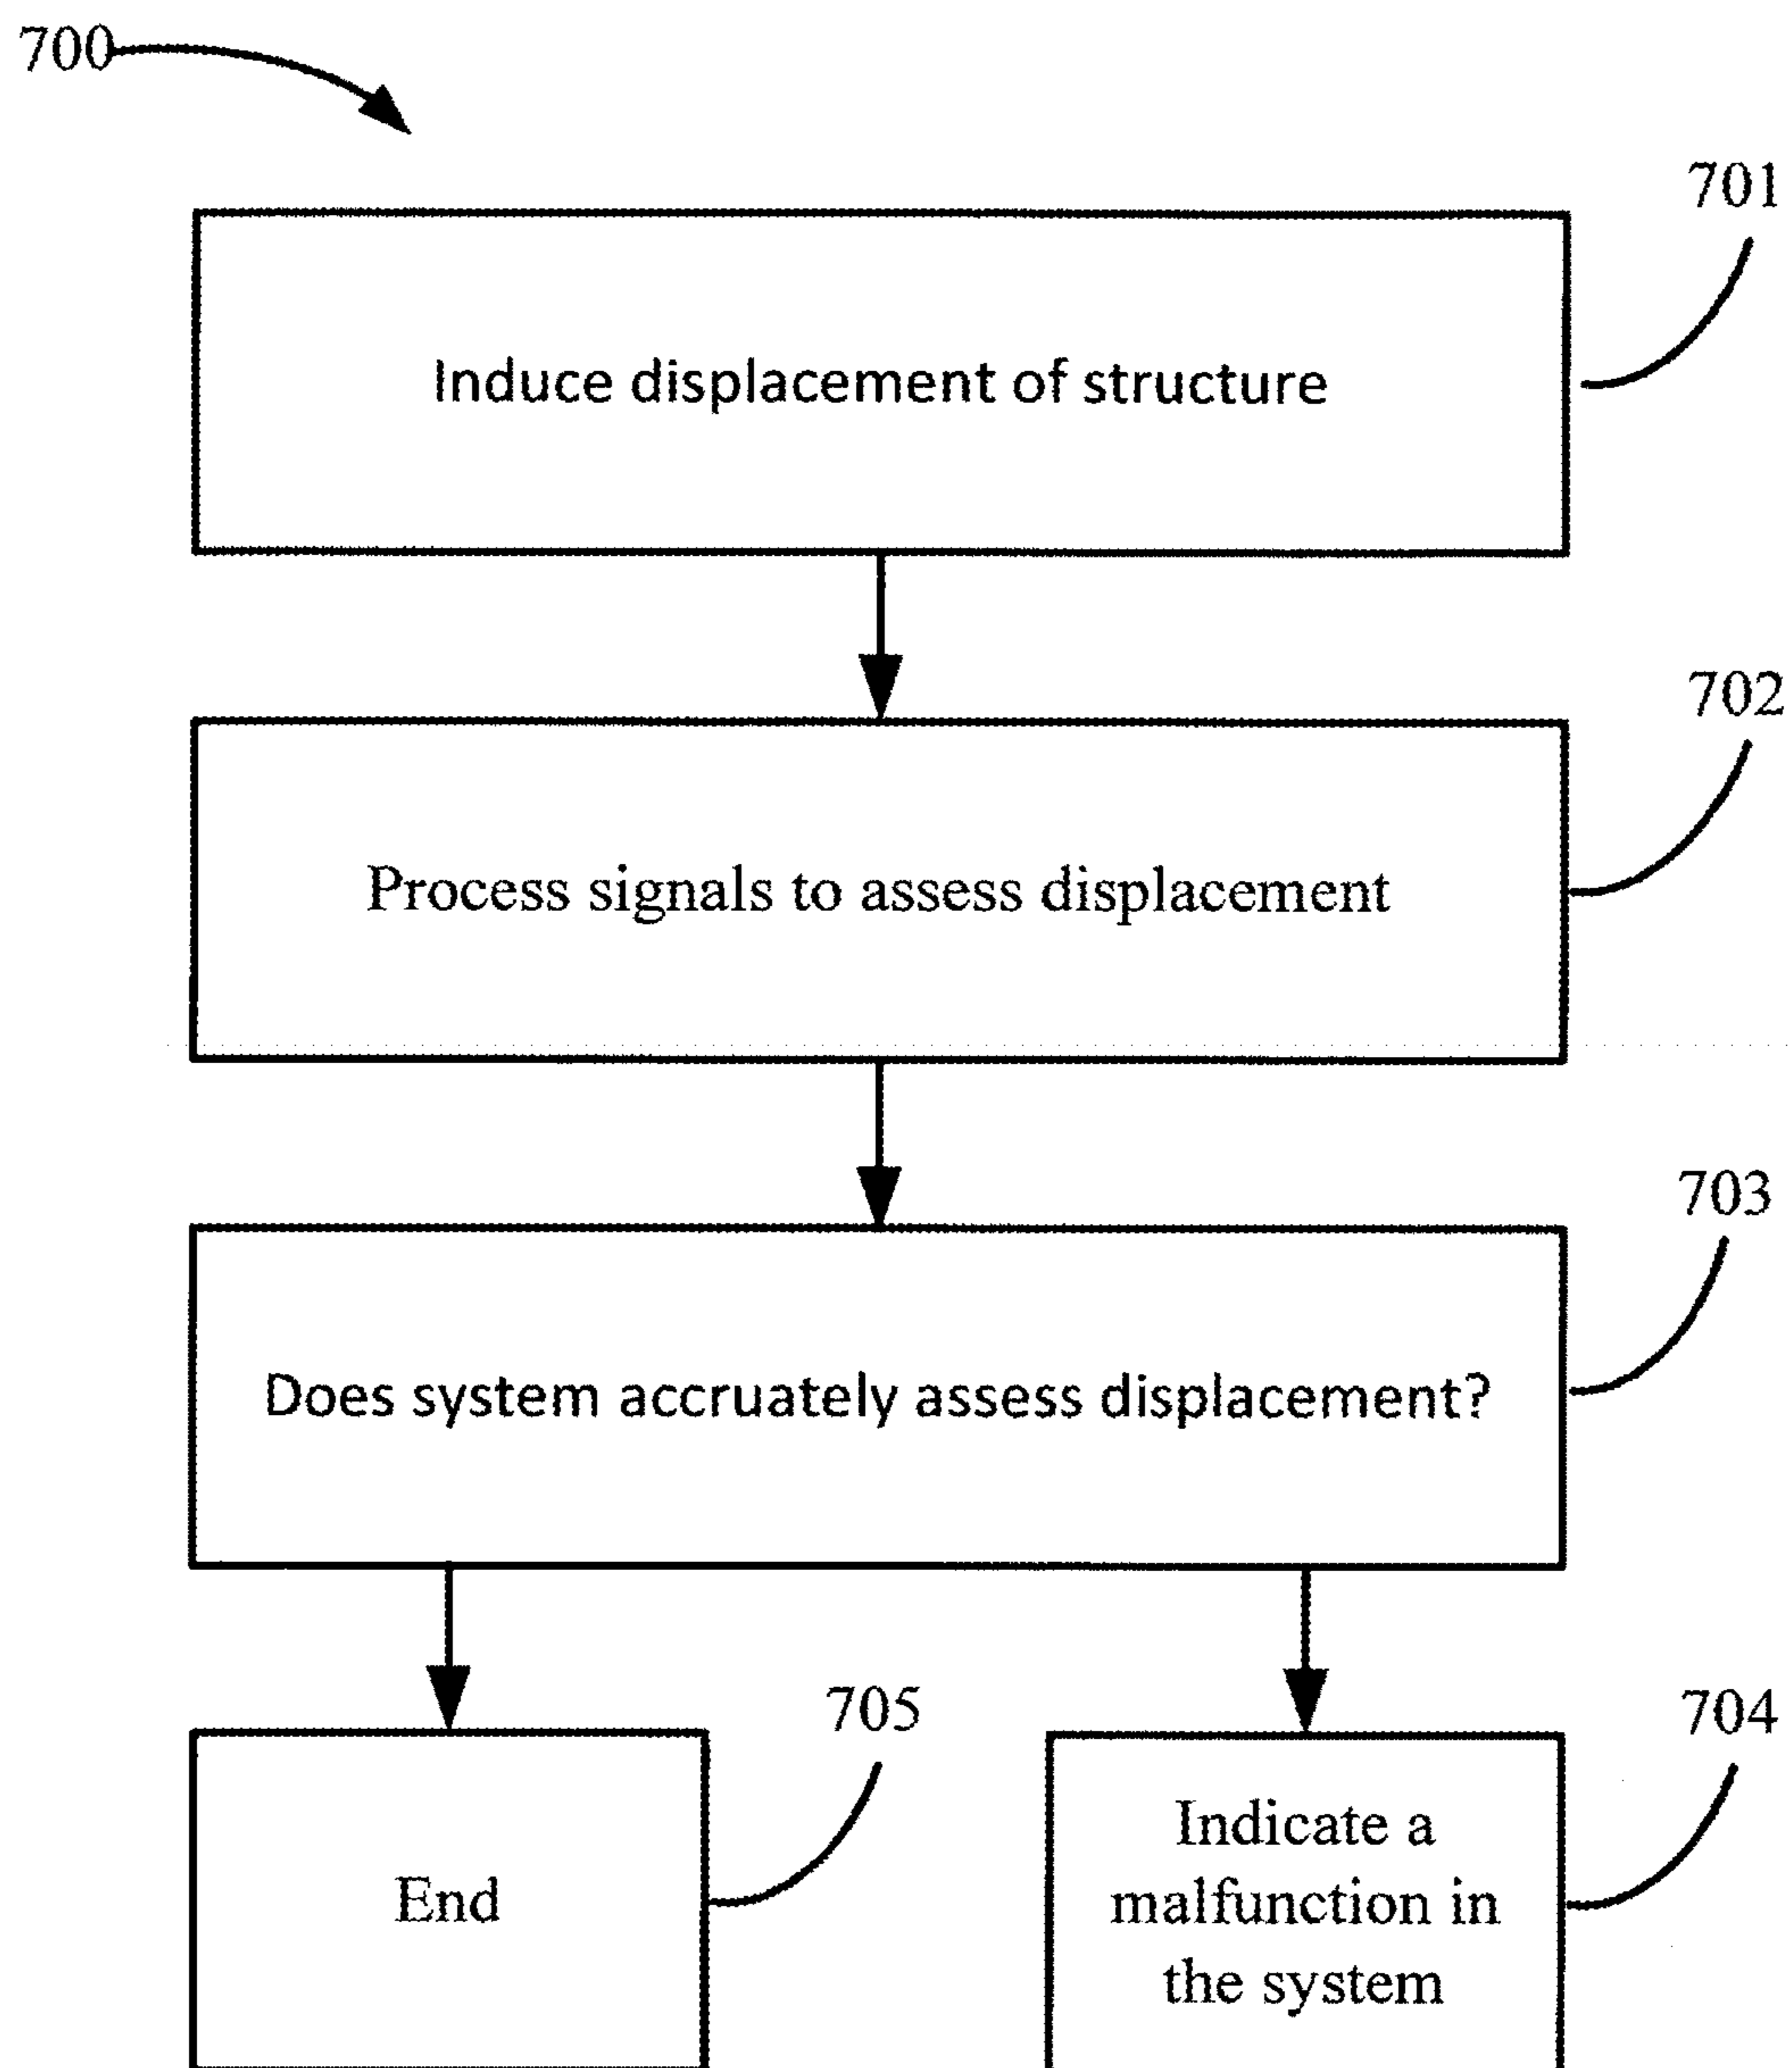 700
701
Induce displacement of structure
702
Process signals to assess displacement
703
Does system accruately assess displacement?
705
704
End
Indicate a
malfunction in
the system